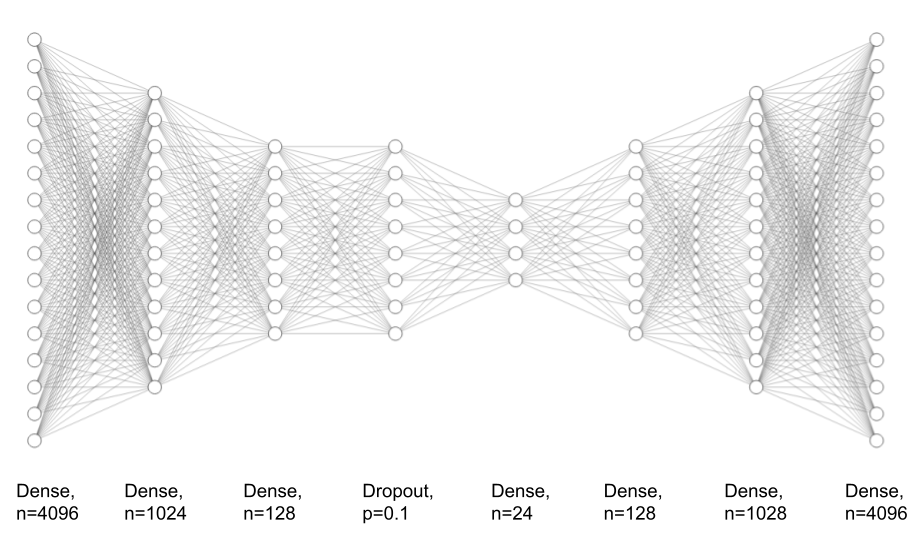 Dense,
n=4096
Dense,
n=1024
Dense,
n=128
Dropout,
p=0.1
Dense,
n=24
Dense,
n=128
Dense,
n=1028
Dense,
n=4096